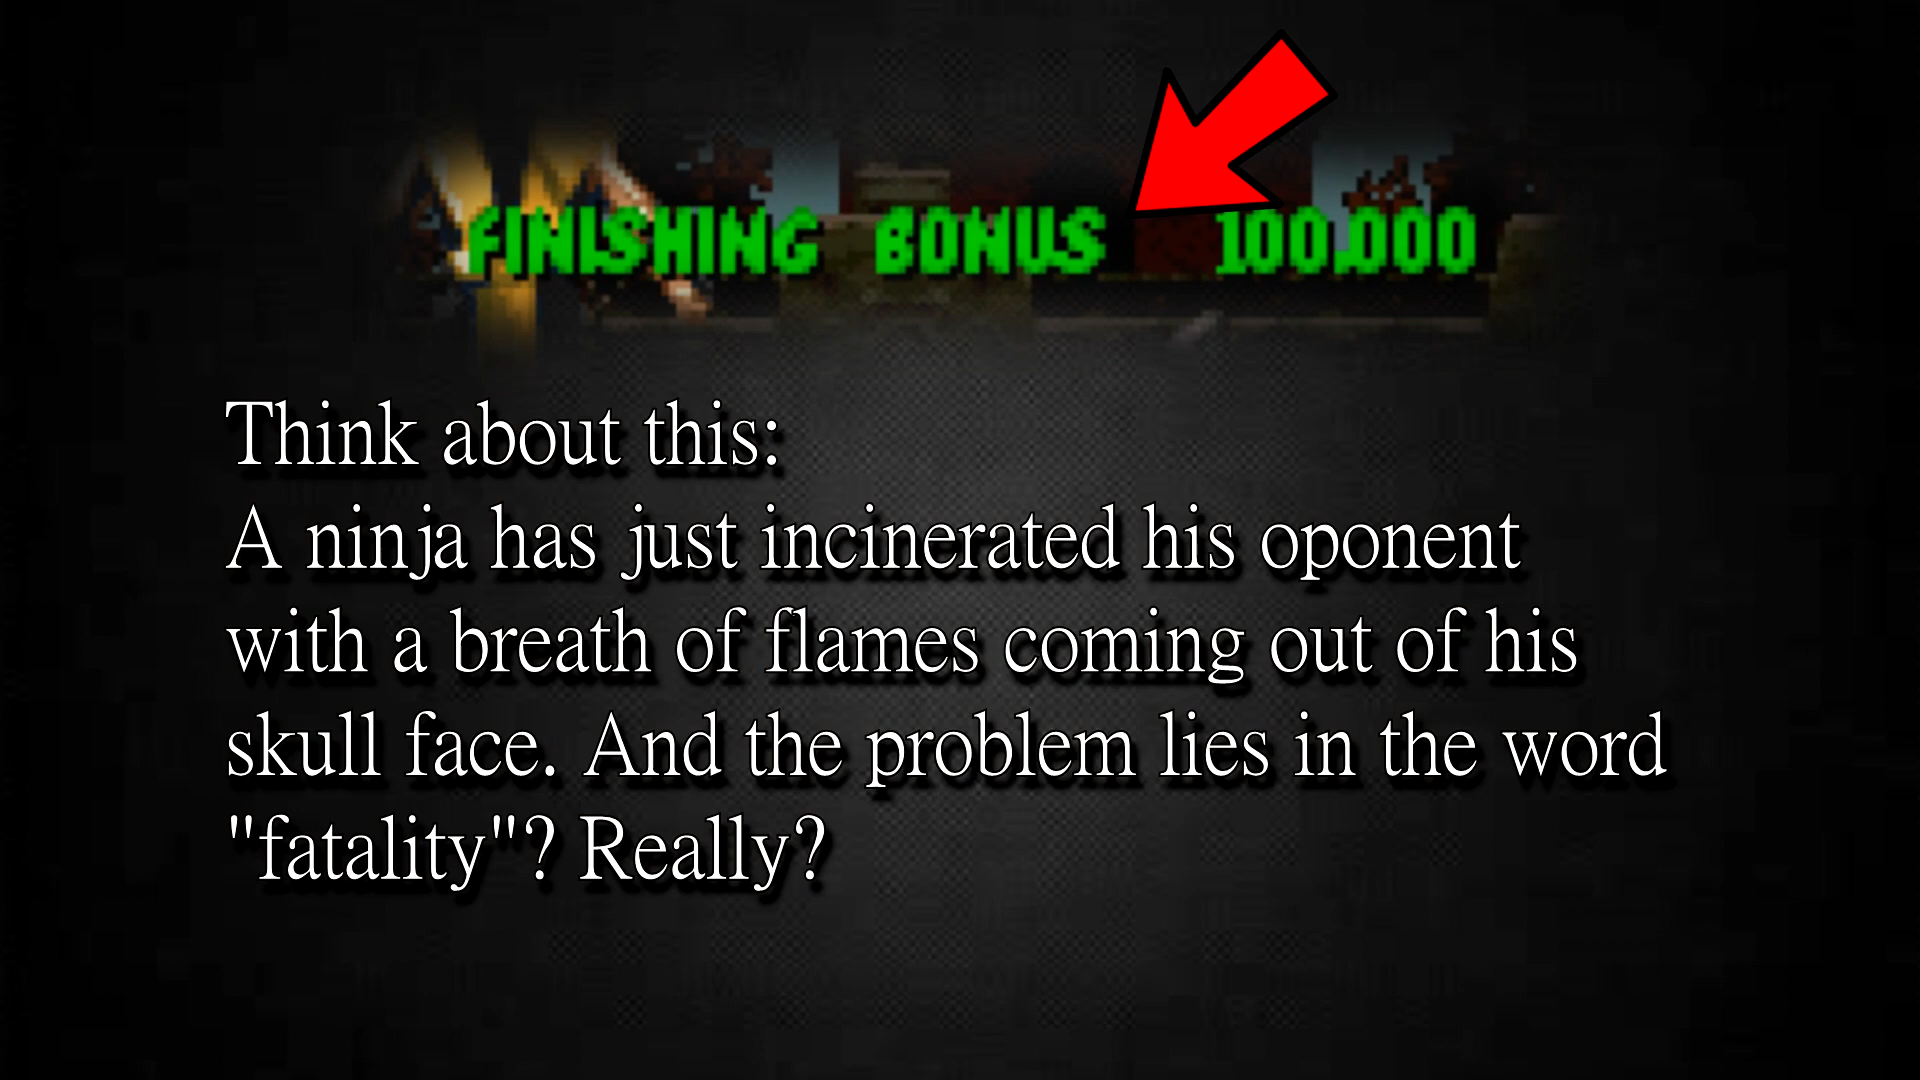 FINISHING BONUS 100.000
Think about this:
A ninja has just incinerated his oponent
with a breath of flames coming out of his
skull face. And the problem lies in the word
"fatality"? Really?